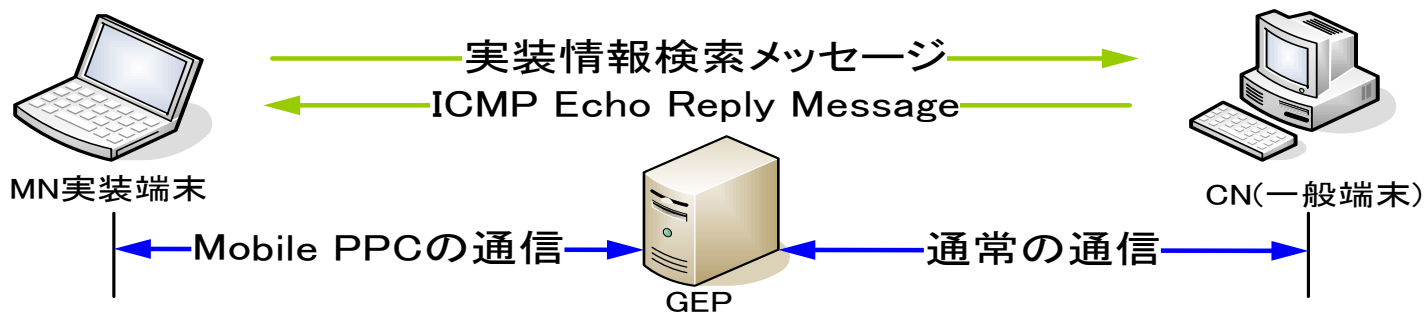 実装情報検索メッセージ
ICMP Echo Reply Message
MN実装端末
CN(一般端末)
Mobile PPCの通信
通常の通信
GEP